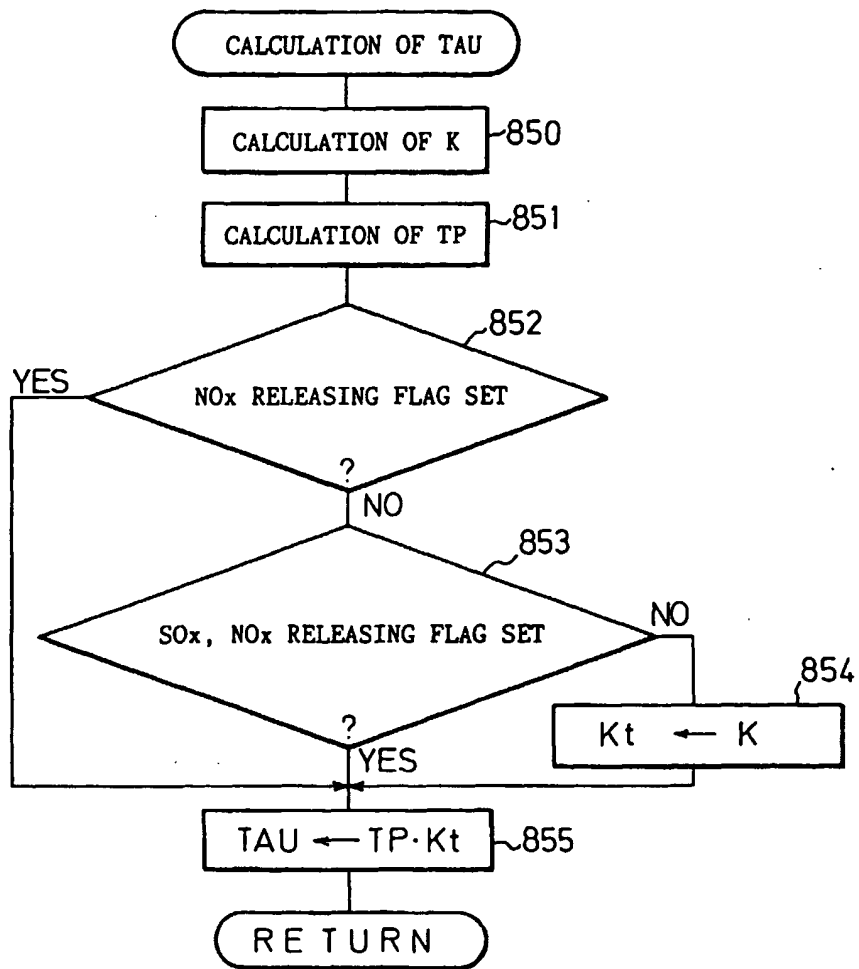 CALCULATION OF TAU
CALCULATION OF K
850
CALCULATION OF TP
851
852
YES
NOx RELEASING FLAG SET
?
NO
853
NO
SOx, NOx RELEASING FLAG SET
854
?
Kt ← K
YES
TAU ← TP·Kt
855
RETURN